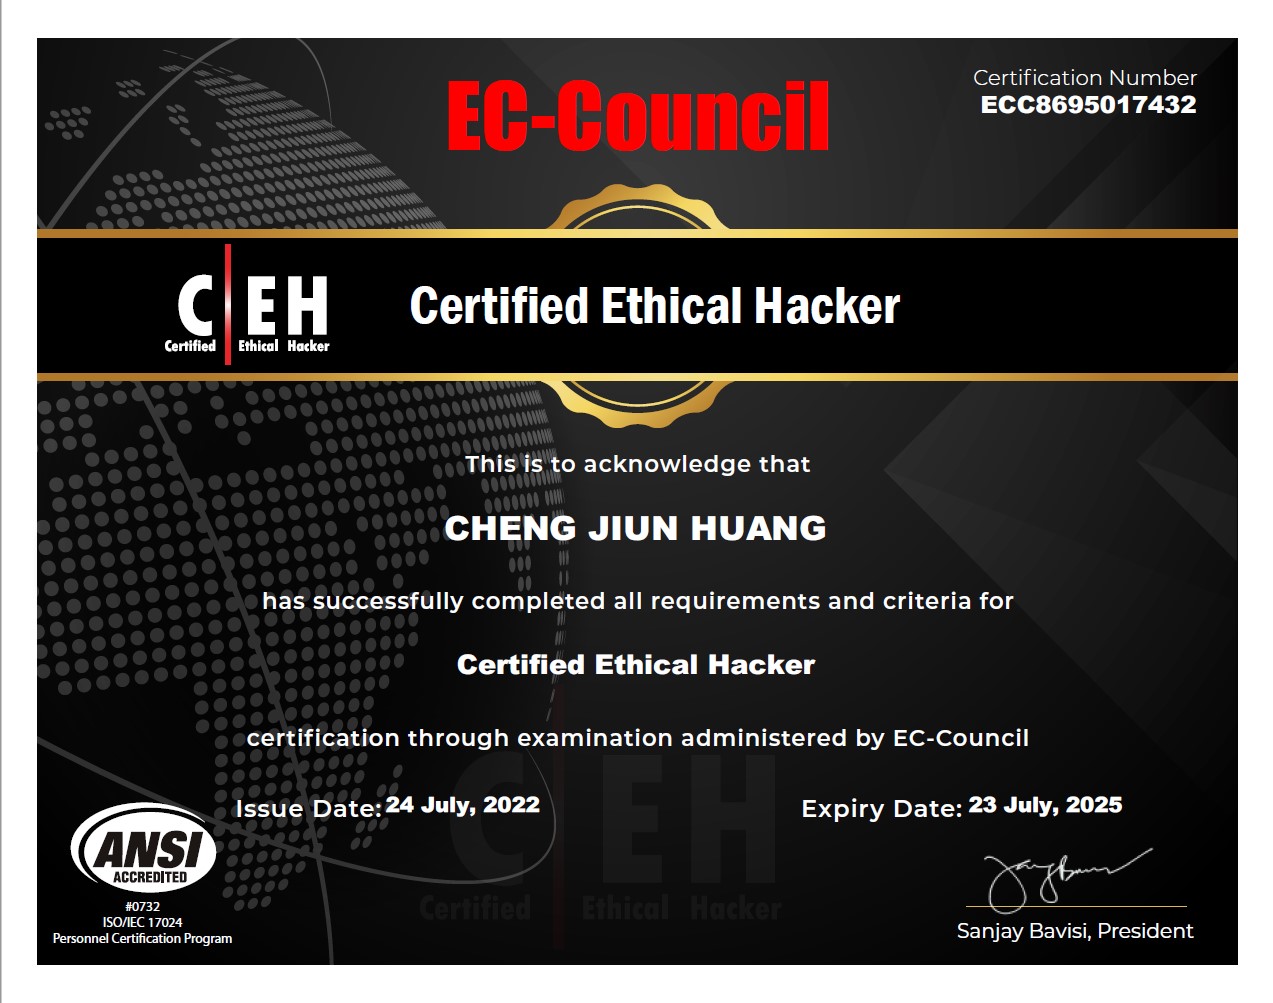 EC-Council
Certification Number
ECC8695017432
C EH
Certified Ethical Hacker
Certified Ethical Hacker
This is to acknowledge that
CHENG JIUN HUANG
has successfully completed all requirements and criteria for
Certified Ethical Hacker
certification through examination administered by EC-Council
Issue Date: 24 July, 2022
Expiry Date: 23 July, 2025
C EH
Certified Ethical Hacker
ANSI
ACCREDITED
#0732
ISO/IEC 17024
Personnel Certification Program
Sanjay Bavisi, President